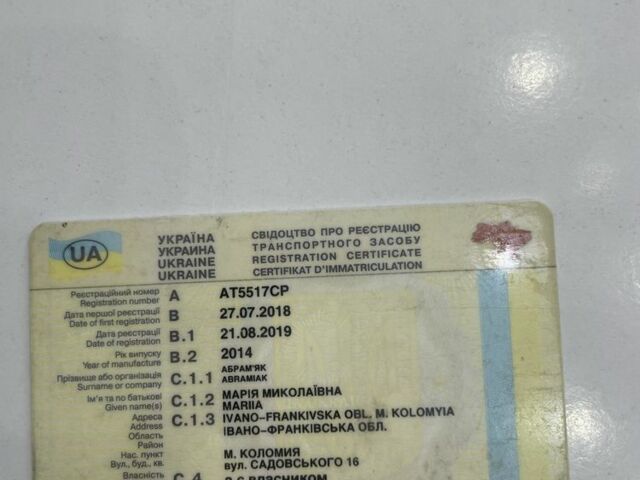 UA
УКРАЇНА
УКРАИНА
UKRAINE
UKRAINE
СВІДОЦТВО ПРО РЕЄСТРАЦІЮ
ТРАНСПОРТНОГО ЗАСОБУ
REGISTRATION CERTIFICATE
CERTIFIKAT D'IMMATRICULATION
Реєстраційний номер
Registration number
A
AT5517CP
Дата першої реєстрації
Date of first registration
B
27.07.2018
Дата реєстрації
Date of registration
B.1
21.08.2019
Рік випуску
Year of manufacture
B.2
2014
Прізвище або організація
Surname or company
C.1.1
АБРАМ'ЯК
ABRAMIAK
Ім'я та по батькові
Given name(s)
C.1.2
МАРІЯ МИКОЛАЇВНА
MARIIA
Адреса
Address
C.1.3
IVANO-FRANKIVSKA OBL. M. KOLOMYIA
Область
ІВАНО-ФРАНКІВСЬКА ОБЛ.
Район
Нас. пункт
М. КОЛОМИЯ
Вул., буд., кв.
вул. САДОВСЬКОГО 16
Власність
C.4
є власником